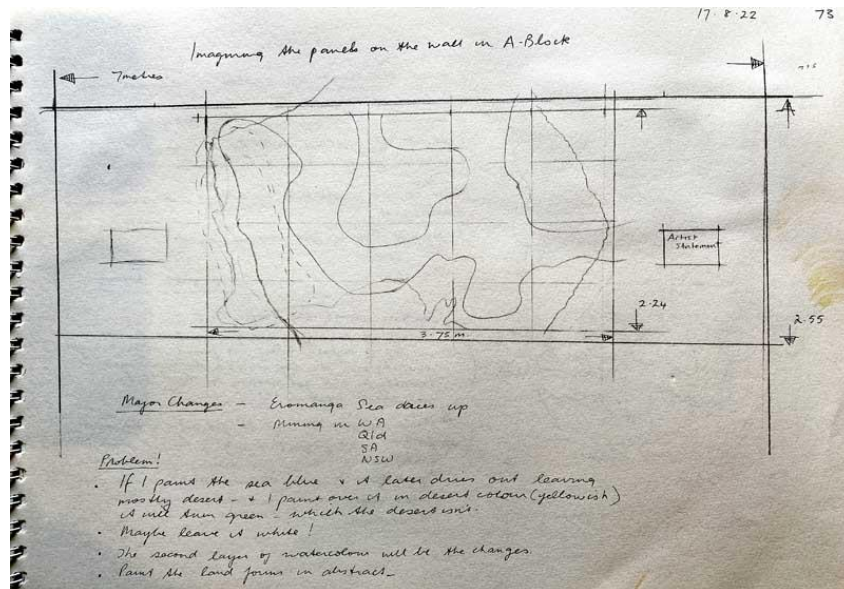 17.8.22 73
Imagining the panels on the wall in A-Block
7metres
Artist
Statement
2.24
2.55
3.75 m.
Major Changes - Eromanga Sea dries up
- Mining in WA
Qld
SA
NSW
Problem!
• If I paint the sea blue & it later dries out leaving
mostly desert - & I paint over it in desert colour (yellowish)
it will turn green - which the desert isn't.
• Maybe leave it white!
• The second layer of watercolour will be the changes.
• Paint the land forms in abstract -